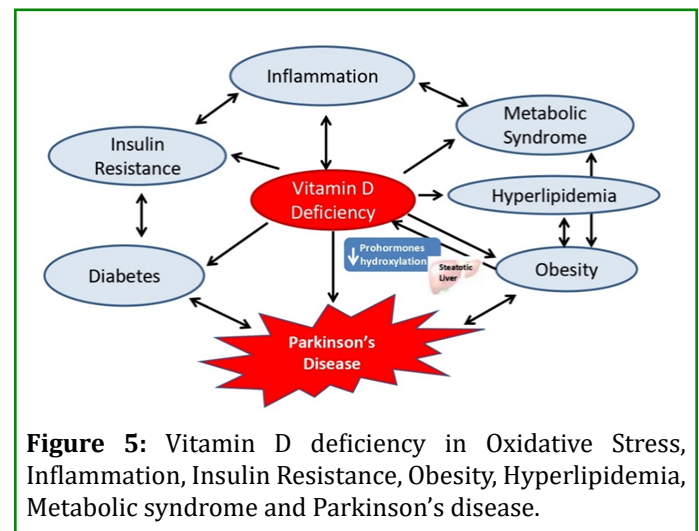 Inflammation
Metabolic
Syndrome
Insulin
Resistance
Vitamin D
Deficiency
Hyperlipidemia
Prohormones
hydroxylation
Steatotic
Liver
Diabetes
Obesity
Parkinson's
Disease
Figure 5: Vitamin D deficiency in Oxidative Stress,
Inflammation, Insulin Resistance, Obesity, Hyperlipidemia,
Metabolic syndrome and Parkinson's disease.